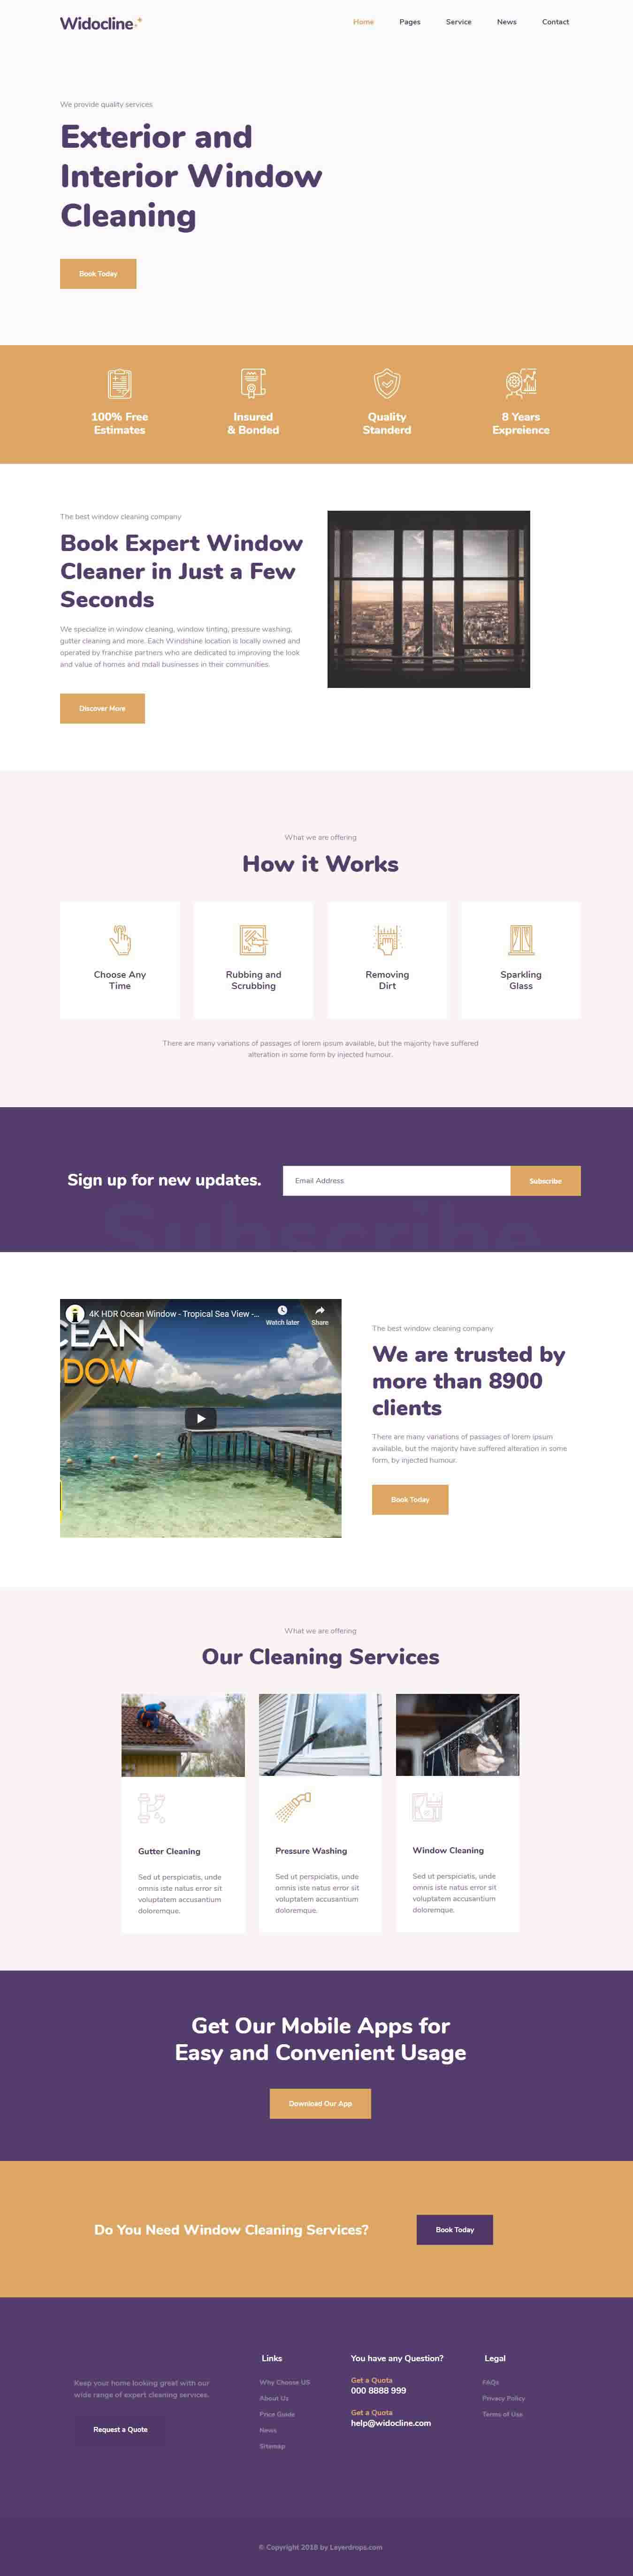 Widocline
Home Pages Service News Contact
We provide quality services
Exterior and
Interior Window
Cleaning
Book Today
100% Free
Estimates
Insured
& Bonded
Quality
Standerd
8 Years
Expreience
The best window cleaning company
Book Expert Window
Cleaner in Just a Few
Seconds
We specialize in window cleaning, window tinting, pressure washing,
gutter cleaning and more. Each Windshine location is locally owned and
operated by franchise partners who are dedicated to improving the look
and value of homes and mdall businesses in their communities.
Discover More
What we are offering
How it Works
Choose Any
Time
Rubbing and
Scrubbing
Removing
Dirt
Sparkling
Glass
There are many variations of passages of lorem ipsum available, but the majority have suffered
alteration in some form by injected humour.
Sign up for new updates.
Email Address
Subscribe
Subscribe
4K HDR Ocean Window - Tropical Sea View -...
Watch later
Share
CEAN
DOW
The best window cleaning company
We are trusted by
more than 8900
clients
There are many variations of passages of lorem ipsum
available, but the majority have suffered alteration in some
form, by injected humour.
Book Today
What we are offering
Our Cleaning Services
Gutter Cleaning
Sed ut perspiciatis, unde
omnis iste natus error sit
voluptatem accusantium
doloremque.
Pressure Washing
Sed ut perspiciatis, unde
omnis iste natus error sit
voluptatem accusantium
doloremque.
Window Cleaning
Sed ut perspiciatis, unde
omnis iste natus error sit
voluptatem accusantium
doloremque.
Get Our Mobile Apps for
Easy and Convenient Usage
Download Our App
Do You Need Window Cleaning Services?
Book Today
Keep your home looking great with our
wide range of expert cleaning services.
Request a Quote
Links
Why Choose US
About Us
Price Guide
News
Sitemap
You have any Question?
Get a Quota
000 8888 999
Get a Quota
help@widocline.com
Legal
FAQs
Privacy Policy
Terms of Use
© Copyright 2018 by Layerdrops.com